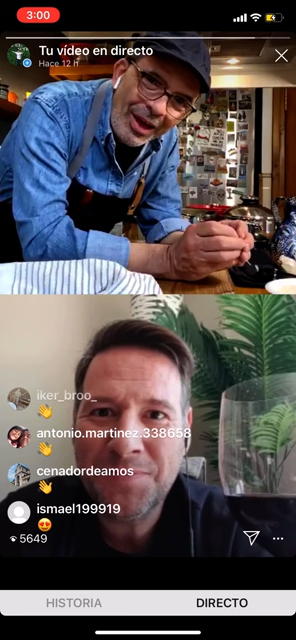 3:00
Tu vídeo en directo
Hace 12 h
iker_broo_
👋
antonio.martinez.338658
👋
cenadordeamos
👋
ismael199919
😍
5649
HISTORIA
DIRECTO